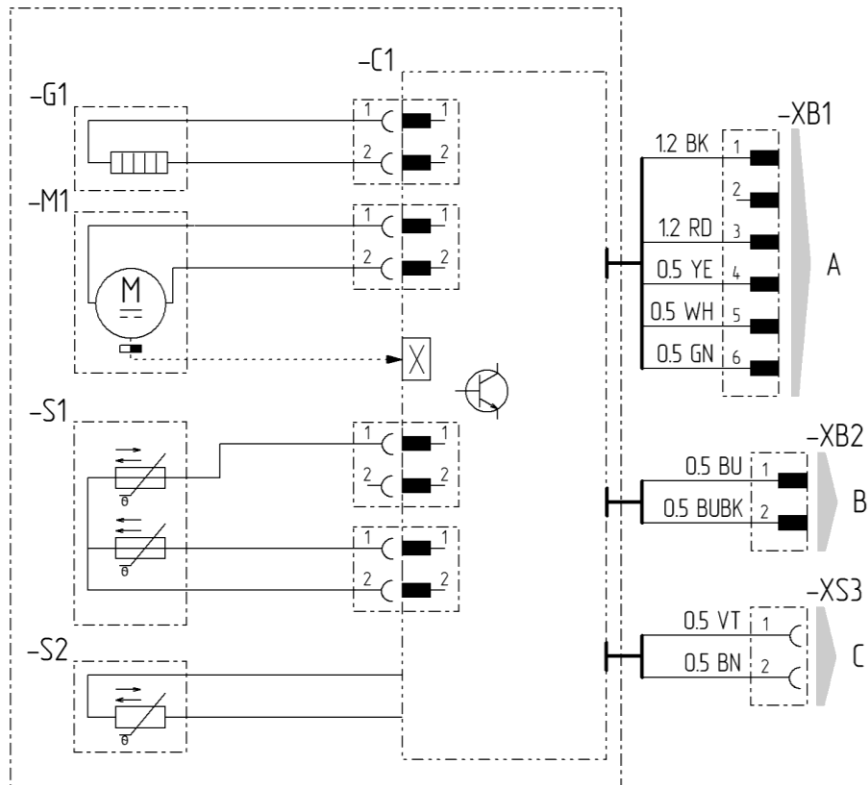 -C1
-G1
1 1
2 2
-M1
1 1
2 2
M
-S1
1 1
θ
2 2
1 1
θ
2 2
-S2
θ
-XB1
1.2 BK 1
2
1.2 RD 3
0.5 YE 4
0.5 WH 5
0.5 GN 6
A
-XB2
0.5 BU 1
0.5 BUBK 2
B
-XS3
0.5 VT 1
0.5 BN 2
C